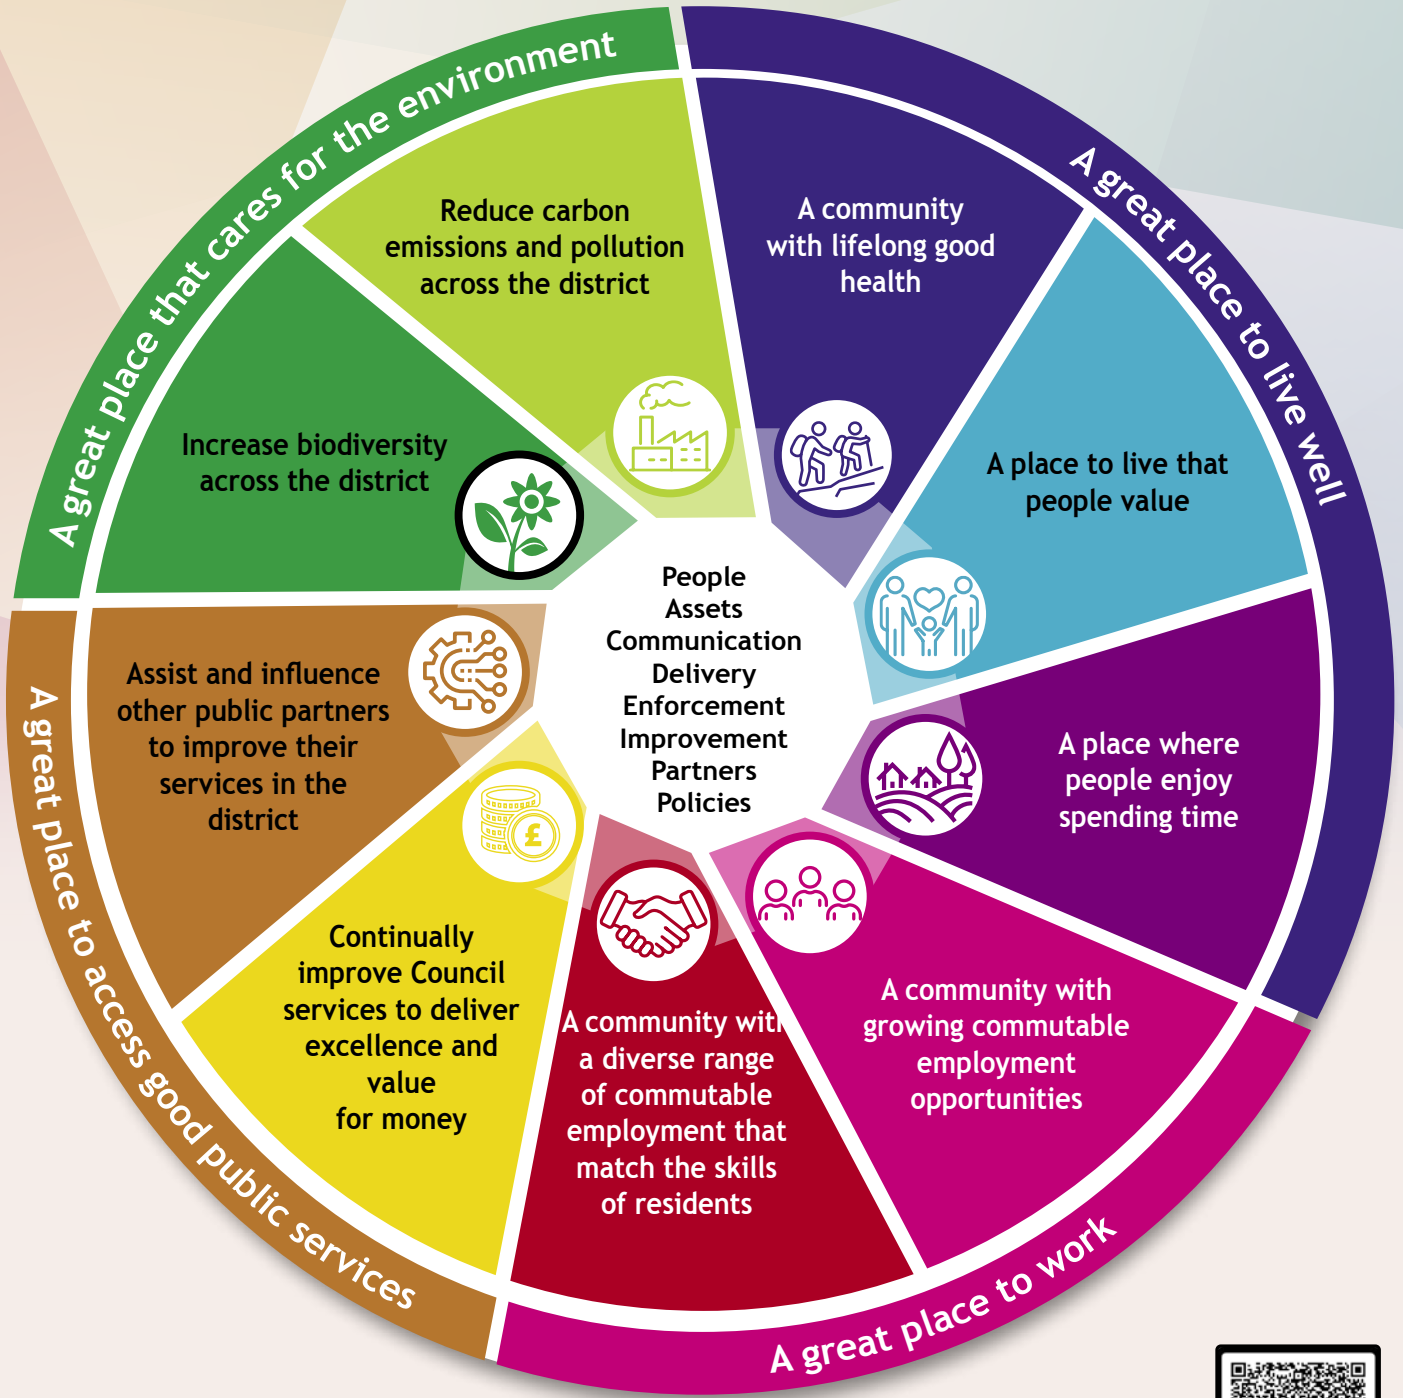 A great place that cares for the environment
A great place to live well
Reduce carbon
emissions and pollution
across the district
A community
with lifelong good
health
Increase biodiversity
across the district
A place to live that
people value
People
Assets
Communication
Delivery
Enforcement
Improvement
Partners
Policies
Assist and influence
other public partners
to improve their
services in the
district
A place where
people enjoy
spending time
£
Continually
improve Council
services to deliver
excellence and
value
for money
A community with
a diverse range
of commutable
employment that
match the skills
of residents
A community with
growing commutable
employment
opportunities
A great place to access good public services
A great place to work